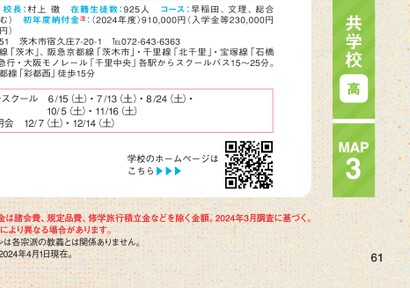 校長:村上 徹 在籍生徒数:925人 コース:早稲田、文理、総合
初年度納付金注:(2024年度)910,000円(入学金等230,000円
円)
51 茨木市宿久庄7-20-1 TEL072-643-6363
線「茨木」、阪急京都線「茨木市」・千里線「北千里」・宝塚線「石橋
急行・大阪モノレール「千里中央」各駅からスクールバス15〜25分。
都線「彩都西」徒歩15分
ースクール 6/15(土)・7/13(土)・8/24(土)・
10/5(土)・11/16(土)
明会 12/7(土)・12/14(土)
学校のホームページは
こちら▶▶▶
共学校
高
MAP
3
金は諸会費、規定品費、修学旅行積立金などを除く金額。2024年3月調査に基づく。
により異なる場合があります。
ンは各宗派の教義とは関係ありません。
2024年4月1日現在。
61